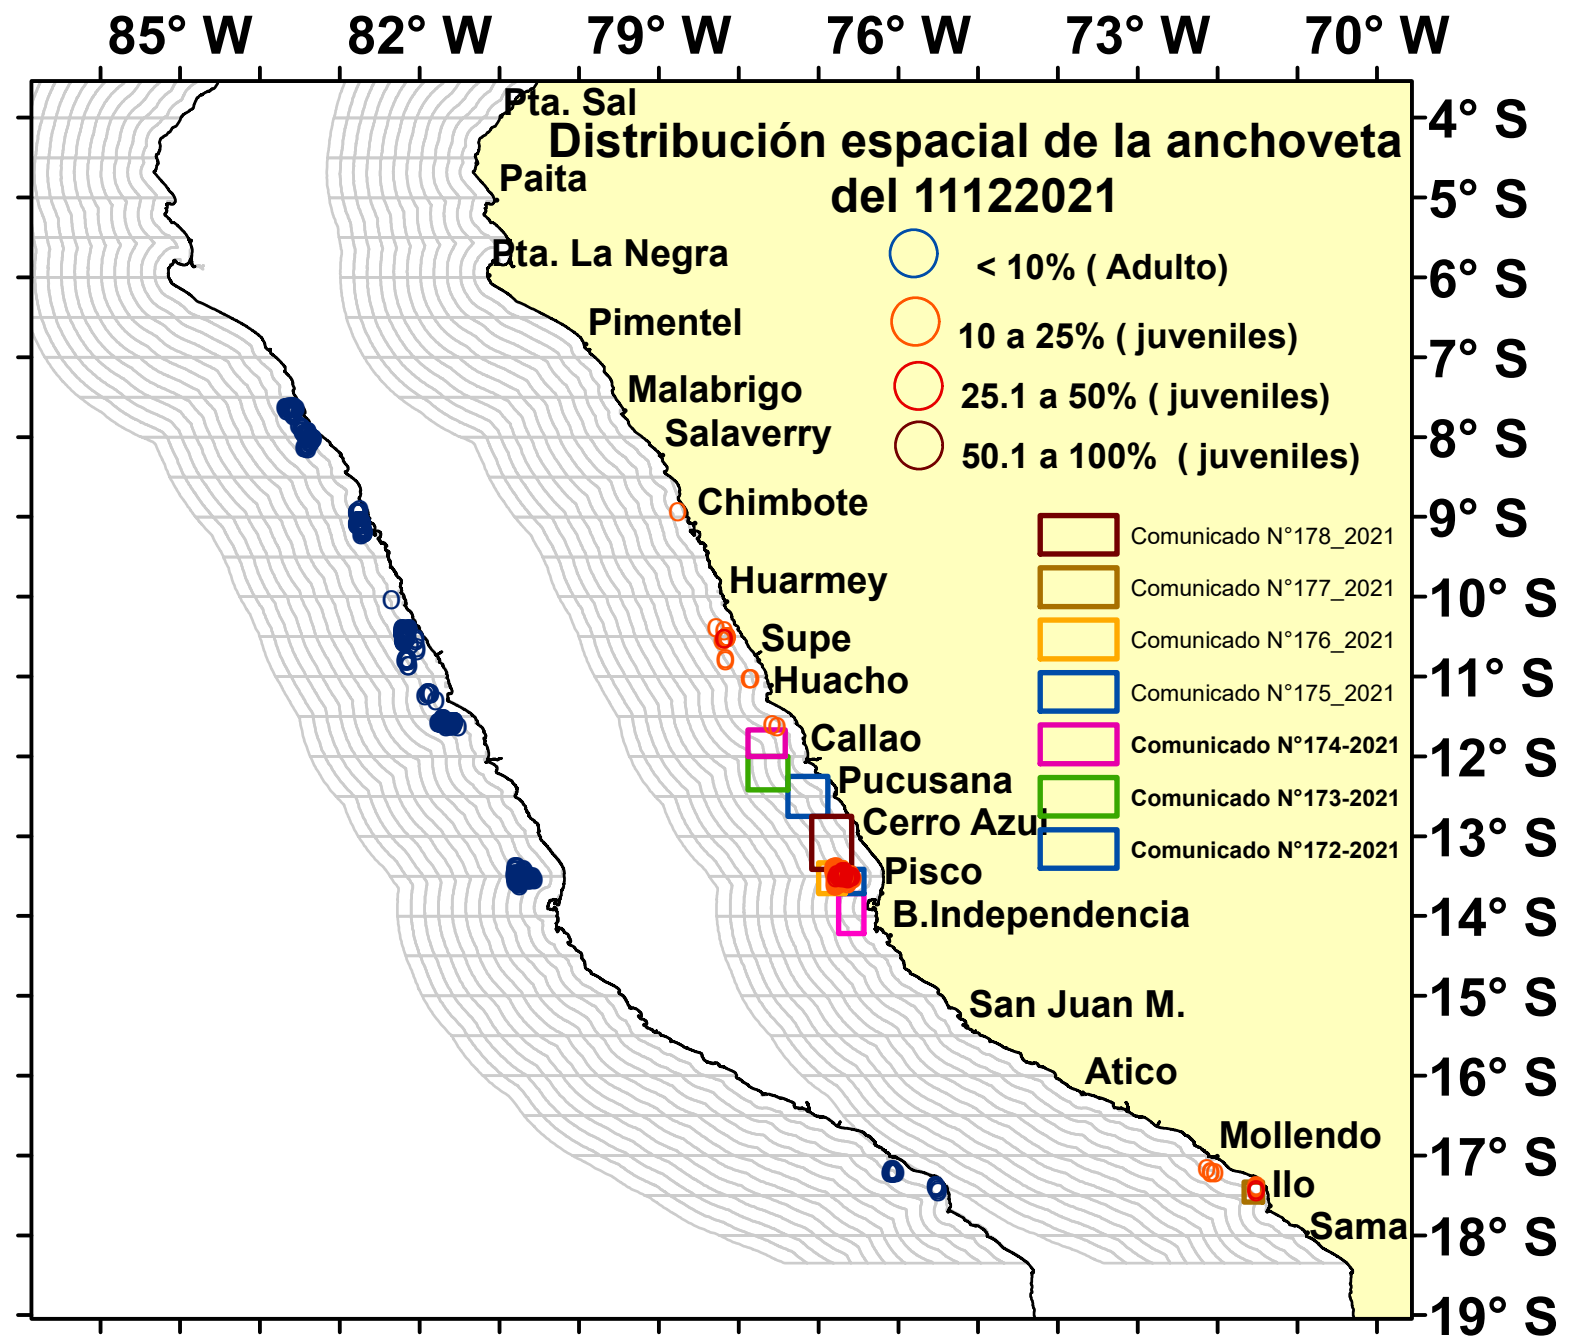 85° W 82° W 79° W 76° W 73° W 70° W
Pta. Sal
4° S
Distribución espacial de la anchoveta
del 11122021
Paita
5° S
Pta. La Negra
< 10% ( Adulto)
6° S
Pimentel
10 a 25% ( juveniles)
7° S
Malabrigo
25.1 a 50% ( juveniles)
Salaverry
8° S
50.1 a 100% ( juveniles)
Chimbote
9° S
Comunicado N°178_2021
Huarmey
Comunicado N°177_2021
10° S
Supe
Comunicado N°176_2021
Huacho
11° S
Comunicado N°175_2021
Callao
Comunicado N°174-2021
12° S
Pucusana
Comunicado N°173-2021
Cerro Azul
13° S
Comunicado N°172-2021
Pisco
B.Independencia
14° S
San Juan M.
15° S
Atico
16° S
Mollendo
17° S
Ilo
Sama
18° S
19° S